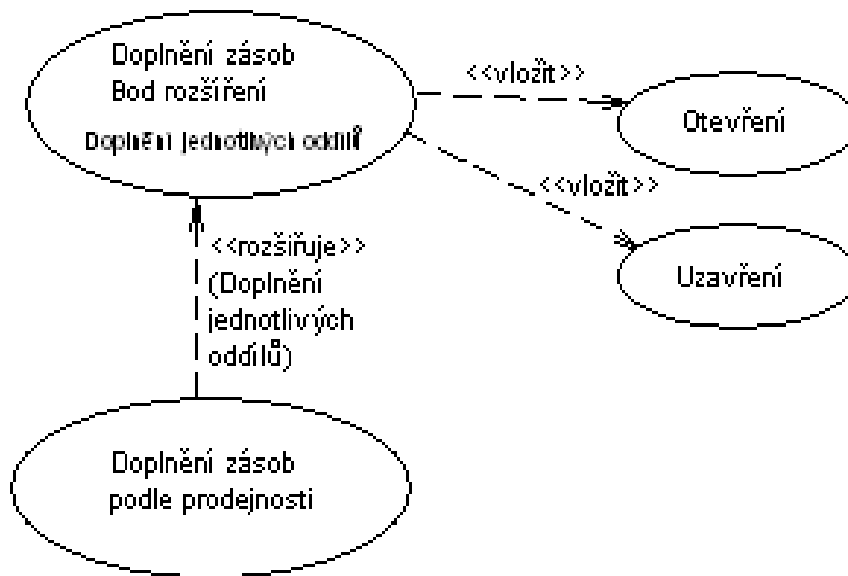 Doplnění zásob
Bod rozšíření
Doplnění jednotlivých oddílů
<<vložit>>
Otevření
<<vložit>>
Uzavření
<<rozšiřuje>>
(Doplnění
jednotlivých
oddílů)
Doplnění zásob
podle prodejnosti